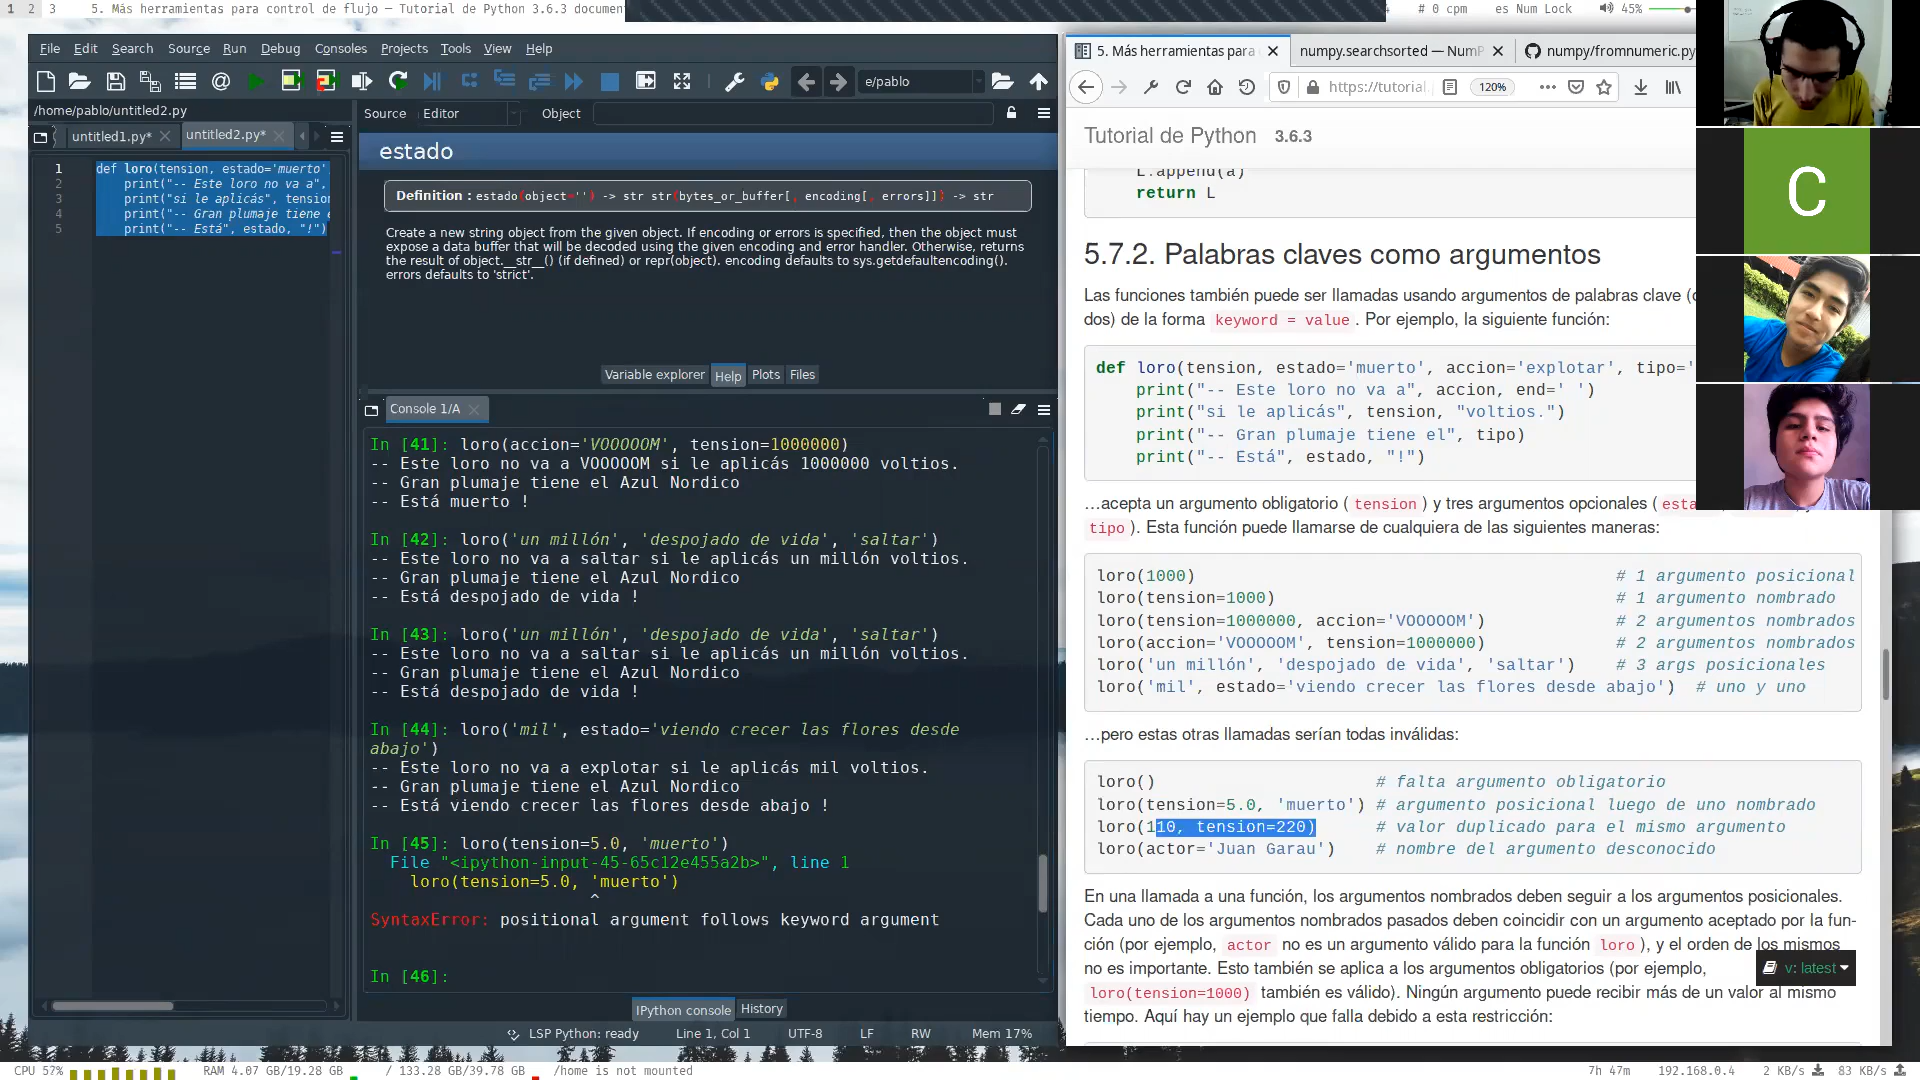 1 2 3 5. Más herramientas para control de flujo — Tutorial de Python 3.6.3 documen
# 0 cpm es Num Lock 45%
File Edit Search Source Run Debug Consoles Projects Tools View Help
e/pablo
/home/pablo/untitled2.py
untitled1.py*
untitled2.py*
1 def loro(tension, estado='muerto'
2 print("-- Este loro no va a",
3 print("si le aplicás", tension
4 print("-- Gran plumaje tiene e
5 print("-- Está", estado, "!")
Source Editor Object
estado
Definition : estado(object='') -> str str(bytes_or_buffer[, encoding[, errors]]) -> str
Create a new string object from the given object. If encoding or errors is specified, then the object must
expose a data buffer that will be decoded using the given encoding and error handler. Otherwise, returns
the result of object.__str__() (if defined) or repr(object). encoding defaults to sys.getdefaultencoding().
errors defaults to 'strict'.
Variable explorer Help Plots Files
Console 1/A
In [41]: loro(accion='VOOOOOM', tension=1000000)
-- Este loro no va a VOOOOOM si le aplicás 1000000 voltios.
-- Gran plumaje tiene el Azul Nordico
-- Está muerto !
In [42]: loro('un millón', 'despojado de vida', 'saltar')
-- Este loro no va a saltar si le aplicás un millón voltios.
-- Gran plumaje tiene el Azul Nordico
-- Está despojado de vida !
In [43]: loro('un millón', 'despojado de vida', 'saltar')
-- Este loro no va a saltar si le aplicás un millón voltios.
-- Gran plumaje tiene el Azul Nordico
-- Está despojado de vida !
In [44]: loro('mil', estado='viendo crecer las flores desde
abajo')
-- Este loro no va a explotar si le aplicás mil voltios.
-- Gran plumaje tiene el Azul Nordico
-- Está viendo crecer las flores desde abajo !
In [45]: loro(tension=5.0, 'muerto')
File "<ipython-input-45-65c12e455a2b>", line 1
loro(tension=5.0, 'muerto')
^
SyntaxError: positional argument follows keyword argument
In [46]:
IPython console History
LSP Python: ready Line 1, Col 1 UTF-8 LF RW Mem 17%
5. Más herramientas para
numpy.searchsorted — NumP
numpy/fromnumeric.py
https://tutorial. 120%
Tutorial de Python 3.6.3
L.append(a)
return L
5.7.2. Palabras claves como argumentos
Las funciones también puede ser llamadas usando argumentos de palabras clave (
dos) de la forma keyword = value . Por ejemplo, la siguiente función:
def loro(tension, estado='muerto', accion='explotar', tipo='
print("-- Este loro no va a", accion, end=' ')
print("si le aplicás", tension, "voltios.")
print("-- Gran plumaje tiene el", tipo)
print("-- Está", estado, "!")
…acepta un argumento obligatorio ( tension ) y tres argumentos opcionales ( esta
tipo ). Esta función puede llamarse de cualquiera de las siguientes maneras:
loro(1000) # 1 argumento posicional
loro(tension=1000) # 1 argumento nombrado
loro(tension=1000000, accion='VOOOOOM') # 2 argumentos nombrados
loro(accion='VOOOOOM', tension=1000000) # 2 argumentos nombrados
loro('un millón', 'despojado de vida', 'saltar') # 3 args posicionales
loro('mil', estado='viendo crecer las flores desde abajo') # uno y uno
…pero estas otras llamadas serían todas inválidas:
loro() # falta argumento obligatorio
loro(tension=5.0, 'muerto') # argumento posicional luego de uno nombrado
loro(110, tension=220) # valor duplicado para el mismo argumento
loro(actor='Juan Garau') # nombre del argumento desconocido
En una llamada a una función, los argumentos nombrados deben seguir a los argumentos posicionales.
Cada uno de los argumentos nombrados pasados deben coincidir con un argumento aceptado por la fun-
ción (por ejemplo, actor no es un argumento válido para la función loro ), y el orden de los mismos
no es importante. Esto también se aplica a los argumentos obligatorios (por ejemplo,
loro(tension=1000) también es válido). Ningún argumento puede recibir más de un valor al mismo
tiempo. Aquí hay un ejemplo que falla debido a esta restricción:
v: latest
C
CPU 52% RAM 4.07 GB/19.28 GB / 133.28 GB/39.78 GB /home is not mounted
7h 47m 192.168.0.4 2 KB/s 83 KB/s